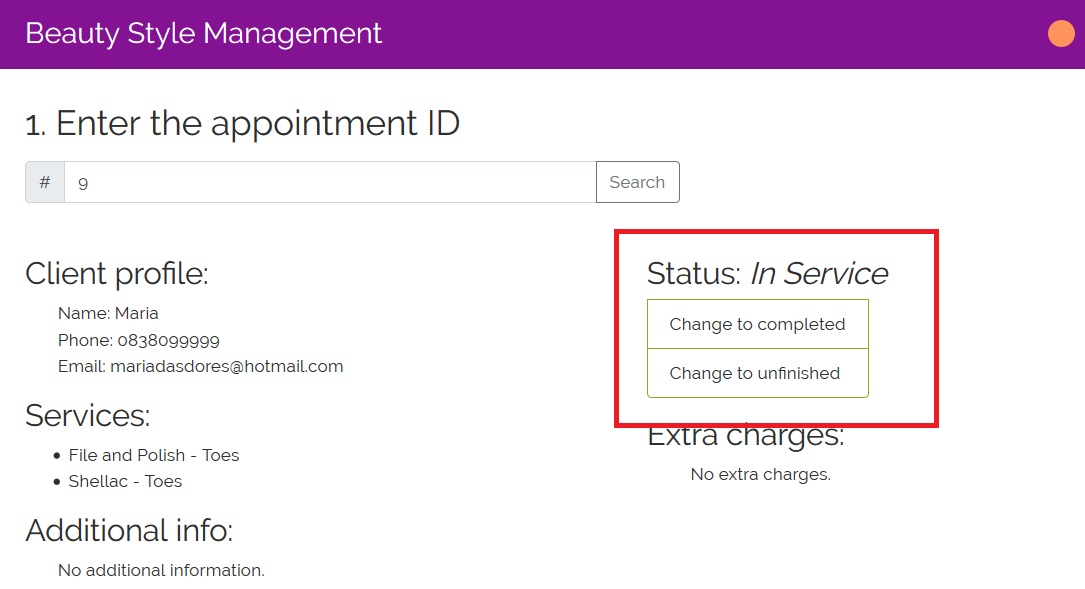 Beauty Style Management
1. Enter the appointment ID
# 9 Search
Client profile:
Name: Maria
Phone: 0838099999
Email: mariadasdores@hotmail.com
Services:
• File and Polish - Toes
• Shellac - Toes
Additional info:
No additional information.
Status: In Service
Change to completed
Change to unfinished
Extra charges:
No extra charges.